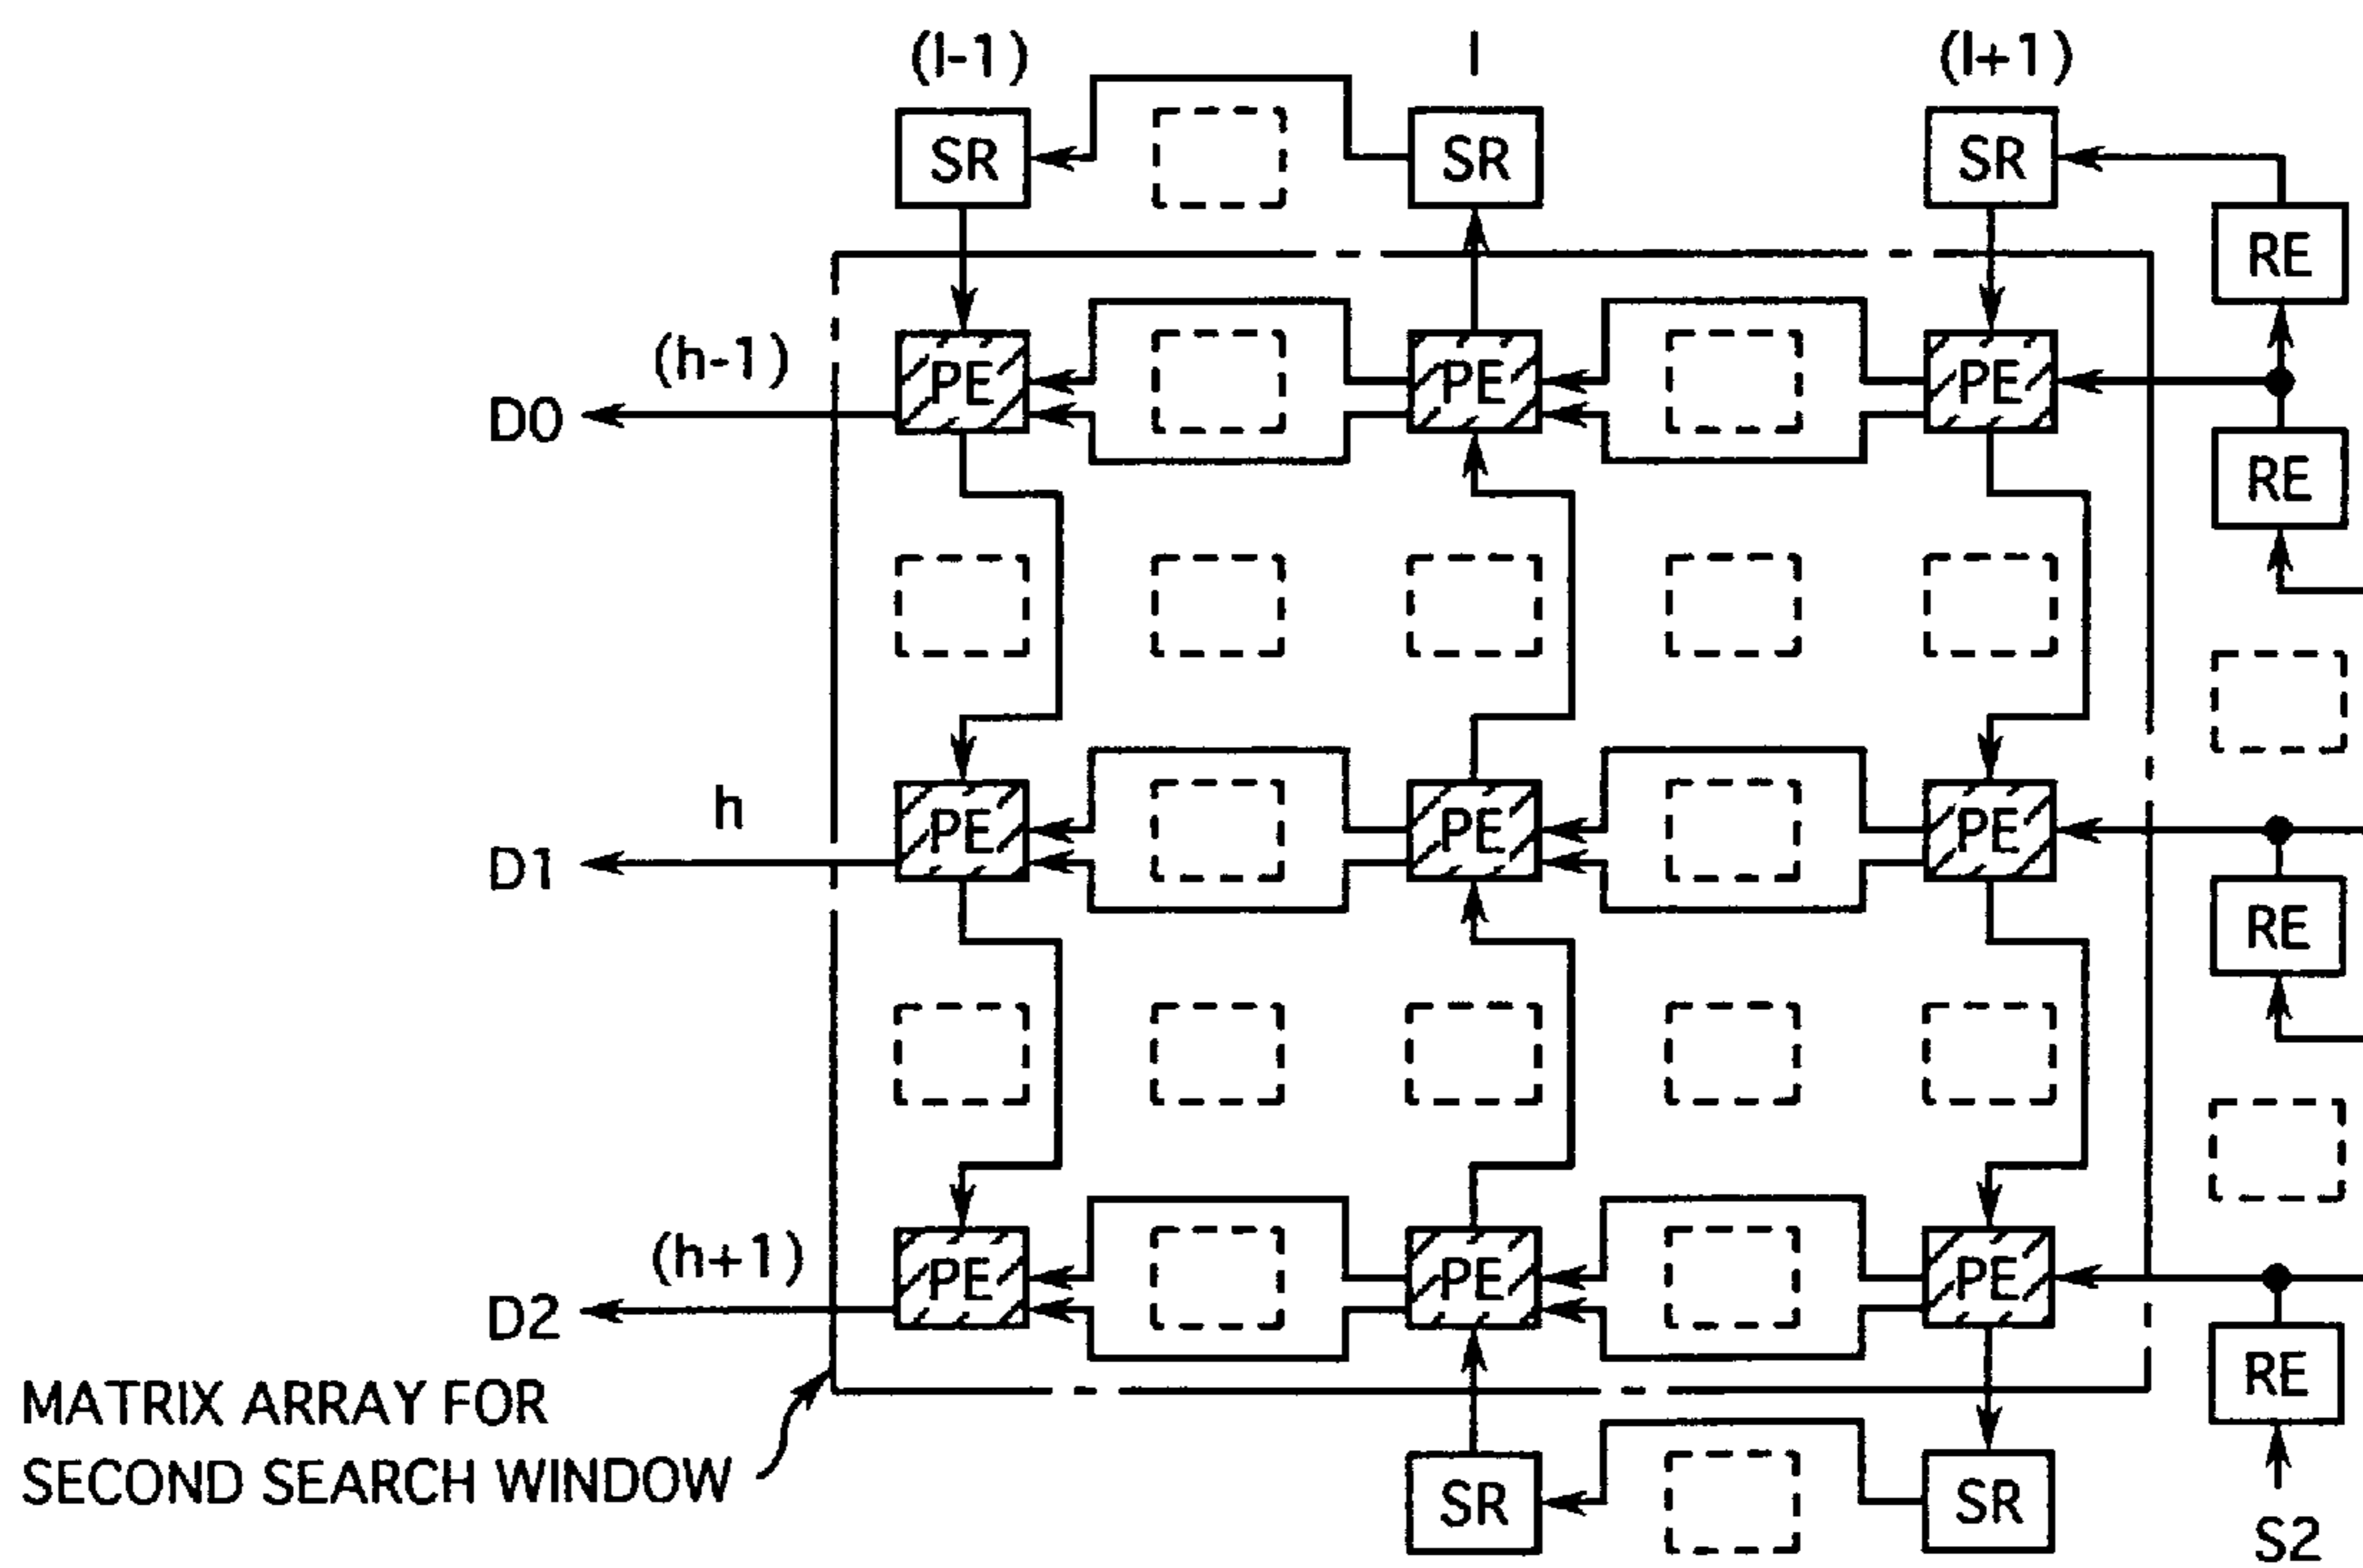 (l-1) l (l+1)
SR SR SR
RE
(h-1) PE PE PE
D0
RE
h PE PE PE
D1
RE
(h+1) PE PE PE
D2
RE
MATRIX ARRAY FOR
SECOND SEARCH WINDOW
SR SR
S2